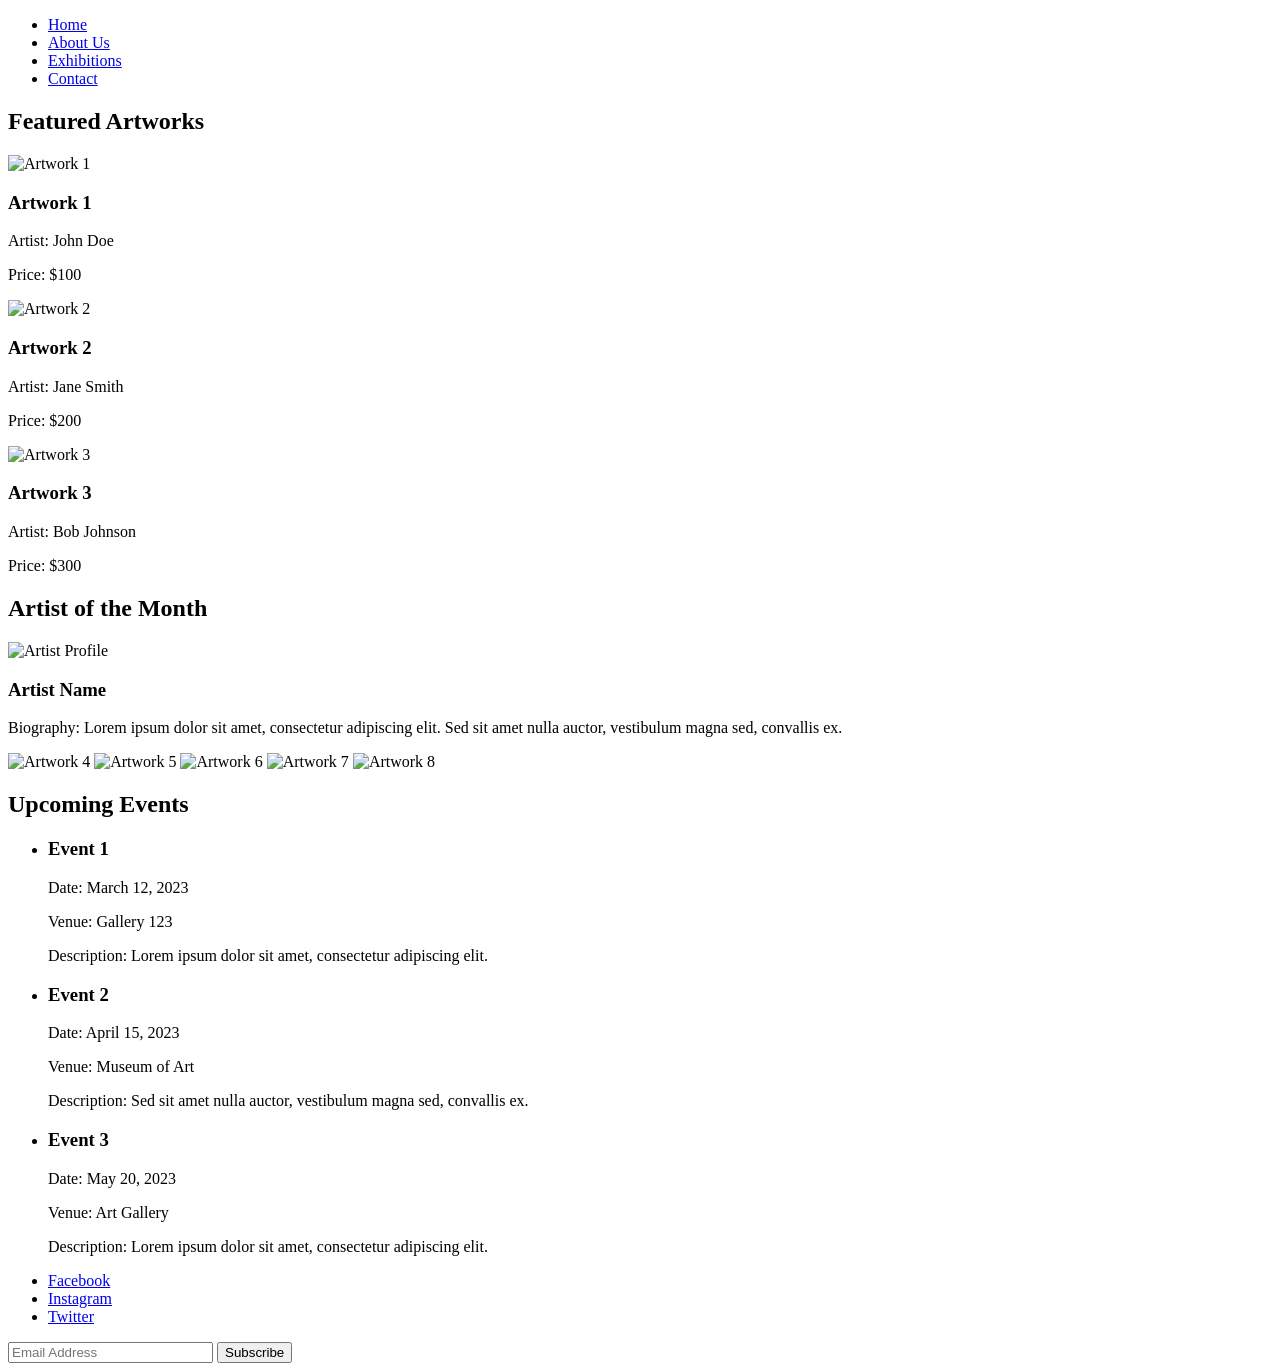 Home
About Us
Exhibitions
Contact
Featured Artworks
Artwork 1
Artwork 1
Artist: John Doe
Price: $100
Artwork 2
Artwork 2
Artist: Jane Smith
Price: $200
Artwork 3
Artwork 3
Artist: Bob Johnson
Price: $300
Artist of the Month
Artist Profile
Artist Name
Biography: Lorem ipsum dolor sit amet, consectetur adipiscing elit. Sed sit amet nulla auctor, vestibulum magna sed, convallis ex.
Artwork 4 Artwork 5 Artwork 6 Artwork 7 Artwork 8
Upcoming Events
Event 1
Date: March 12, 2023
Venue: Gallery 123
Description: Lorem ipsum dolor sit amet, consectetur adipiscing elit.
Event 2
Date: April 15, 2023
Venue: Museum of Art
Description: Sed sit amet nulla auctor, vestibulum magna sed, convallis ex.
Event 3
Date: May 20, 2023
Venue: Art Gallery
Description: Lorem ipsum dolor sit amet, consectetur adipiscing elit.
Facebook
Instagram
Twitter
Email Address Subscribe